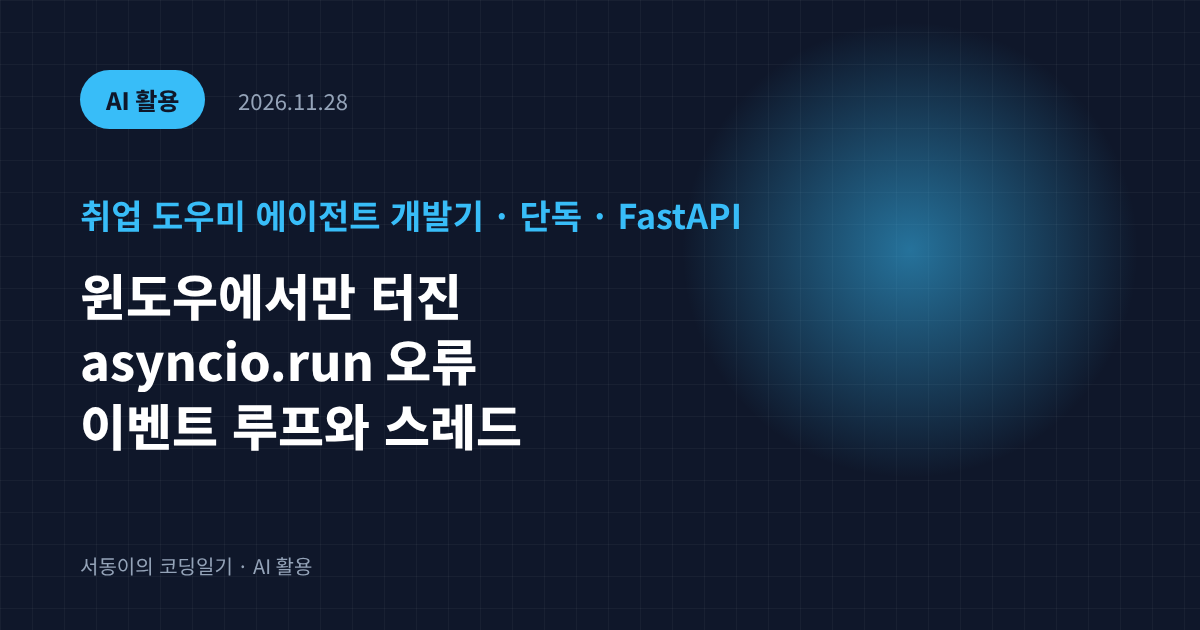 AI 활용
2026.11.28
취업 도우미 에이전트 개발기 · 단독 · FastAPI
윈도우에서만 터진
asyncio.run 오류
이벤트 루프와 스레드
서동이의 코딩일기 · AI 활용